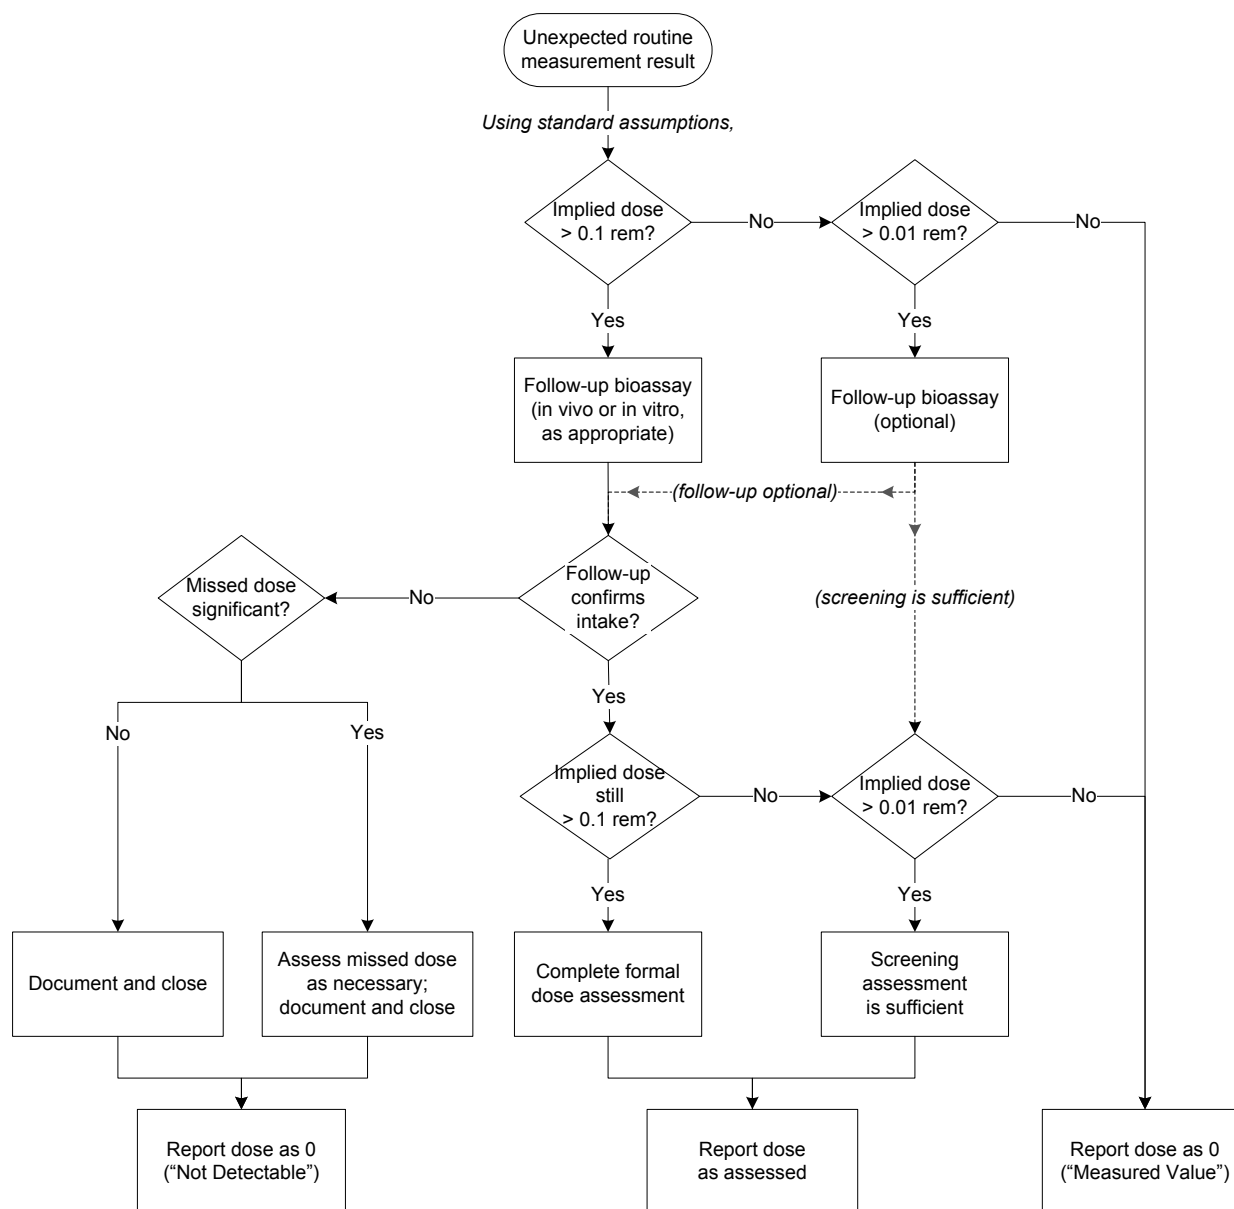 Unexpected routine
measurement result
Using standard assumptions,
Implied dose
> 0.1 rem?
No
Implied dose
> 0.01 rem?
No
Yes
Yes
Follow-up bioassay
(in vivo or in vitro,
as appropriate)
Follow-up bioassay
(optional)
(follow-up optional)
Missed dose
significant?
No
Follow-up
confirms
intake?
(screening is sufficient)
Yes
No
Yes
Implied dose
still
> 0.1 rem?
No
Implied dose
> 0.01 rem?
No
Yes
Yes
Document and close
Assess missed dose
as necessary;
document and close
Complete formal
dose assessment
Screening
assessment
is sufficient
Report dose as 0
(“Not Detectable”)
Report dose
as assessed
Report dose as 0
(“Measured Value”)